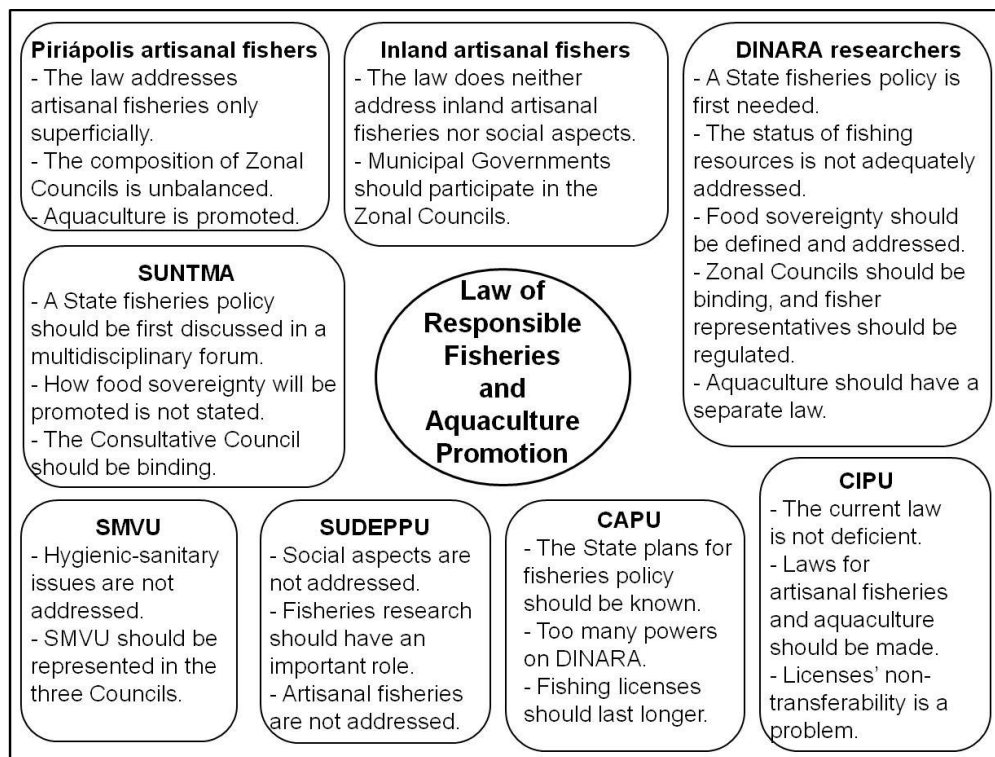 Piriápolis artisanal fishers
- The law addresses
artisanal fisheries only
superficially.
- The composition of Zonal
Councils is unbalanced.
- Aquaculture is promoted.
Inland artisanal fishers
- The law does neither
address inland artisanal
fisheries nor social aspects.
- Municipal Governments
should participate in the
Zonal Councils.
DINARA researchers
- A State fisheries policy is
first needed.
- The status of fishing
resources is not adequately
addressed.
- Food sovereignty should
be defined and addressed.
- Zonal Councils should be
binding, and fisher
representatives should be
regulated.
- Aquaculture should have a
separate law.
SUNTMA
- A State fisheries policy
should be first discussed in a
multidisciplinary forum.
- How food sovereignty will be
promoted is not stated.
- The Consultative Council
should be binding.
Law of
Responsible
Fisheries
and
Aquaculture
Promotion
SMVU
- Hygienic-sanitary
issues are not
addressed.
- SMVU should be
represented in the
three Councils.
SUDEPPU
- Social aspects are
not addressed.
- Fisheries research
should have an
important role.
- Artisanal fisheries
are not addressed.
CAPU
- The State plans for
fisheries policy
should be known.
- Too many powers
on DINARA.
- Fishing licenses
should last longer.
CIPU
- The current law
is not deficient.
- Laws for
artisanal fisheries
and aquaculture
should be made.
- Licenses’ non-
transferability is a
problem.